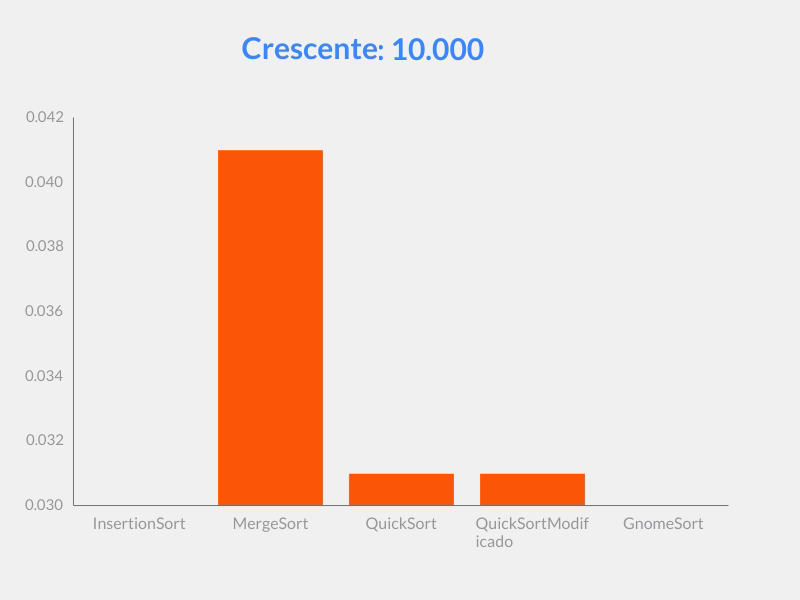 Crescente: 10.000
0.042
0.040
0.038
0.036
0.034
0.032
0.030
InsertionSort
MergeSort
QuickSort
QuickSortModif
icado
GnomeSort